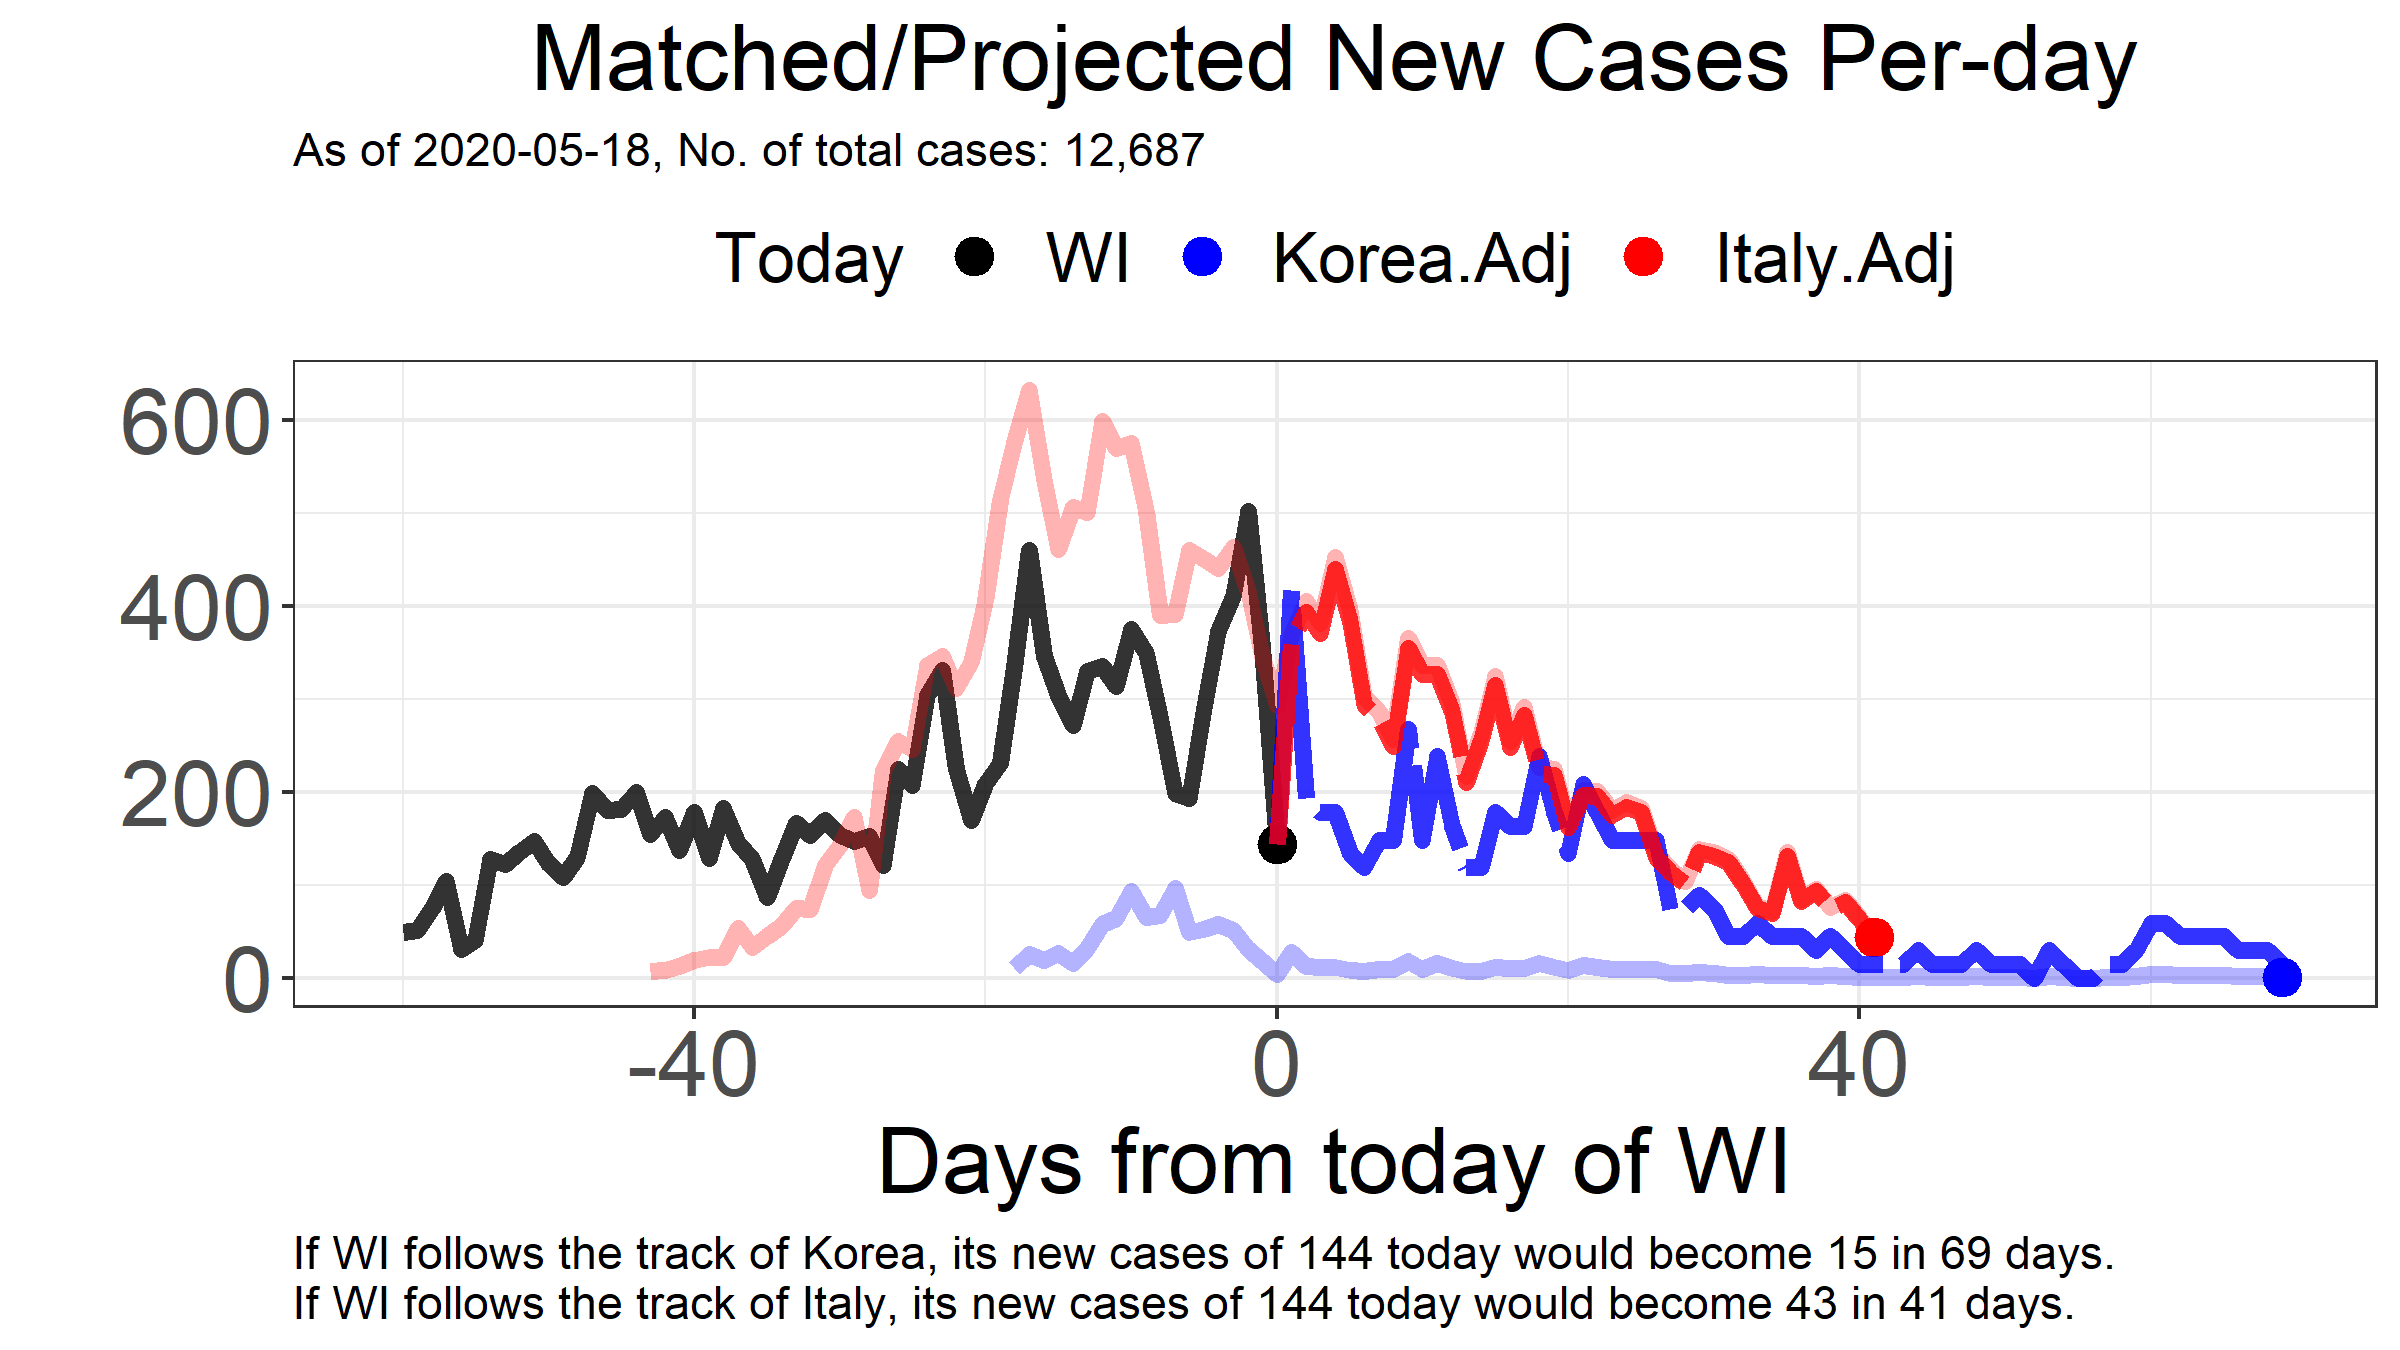 Matched/Projected New Cases Per-day
As of 2020-05-18, No. of total cases: 12,687
Today WI Korea.Adj Italy.Adj
600
400
200
0
-40 0 40
Days from today of WI
If WI follows the track of Korea, its new cases of 144 today would become 15 in 69 days.
If WI follows the track of Italy, its new cases of 144 today would become 43 in 41 days.